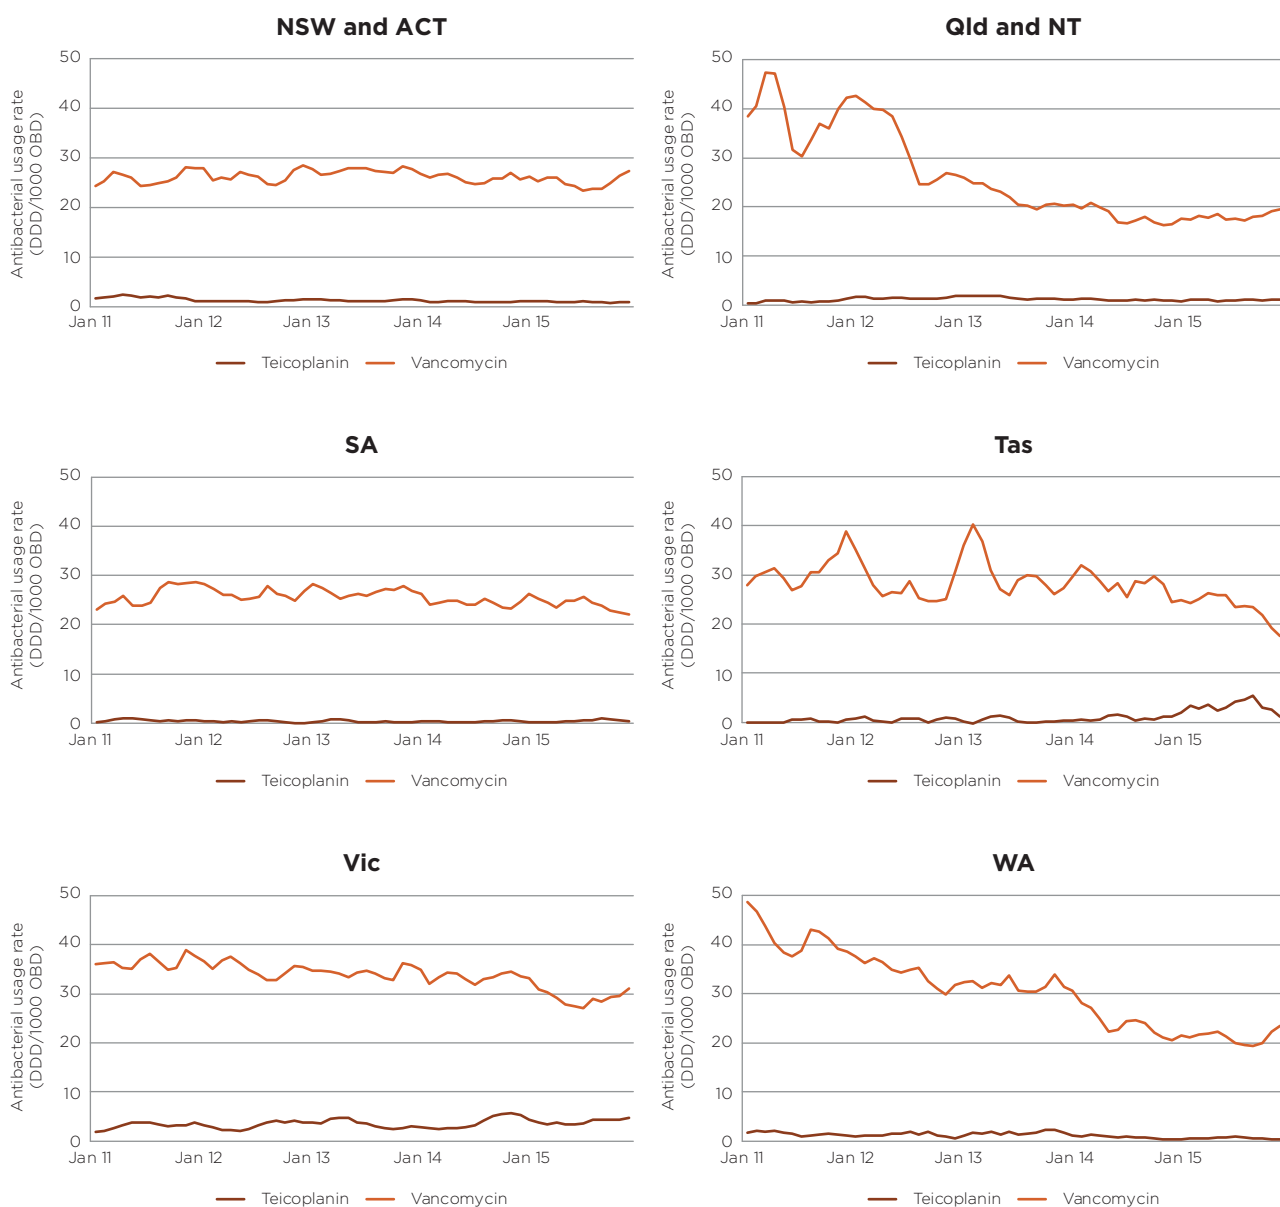 NSW and ACT
Antibacterial usage rate
(DDD/1000 OBD)
50
40
30
20
10
0
Jan 11 Jan 12 Jan 13 Jan 14 Jan 15
Teicoplanin Vancomycin
Qld and NT
Antibacterial usage rate
(DDD/1000 OBD)
50
40
30
20
10
0
Jan 11 Jan 12 Jan 13 Jan 14 Jan 15
Teicoplanin Vancomycin
SA
Antibacterial usage rate
(DDD/1000 OBD)
50
40
30
20
10
0
Jan 11 Jan 12 Jan 13 Jan 14 Jan 15
Teicoplanin Vancomycin
Tas
Antibacterial usage rate
(DDD/1000 OBD)
50
40
30
20
10
0
Jan 11 Jan 12 Jan 13 Jan 14 Jan 15
Teicoplanin Vancomycin
Vic
Antibacterial usage rate
(DDD/1000 OBD)
50
40
30
20
10
0
Jan 11 Jan 12 Jan 13 Jan 14 Jan 15
Teicoplanin Vancomycin
WA
Antibacterial usage rate
(DDD/1000 OBD)
50
40
30
20
10
0
Jan 11 Jan 12 Jan 13 Jan 14 Jan 15
Teicoplanin Vancomycin